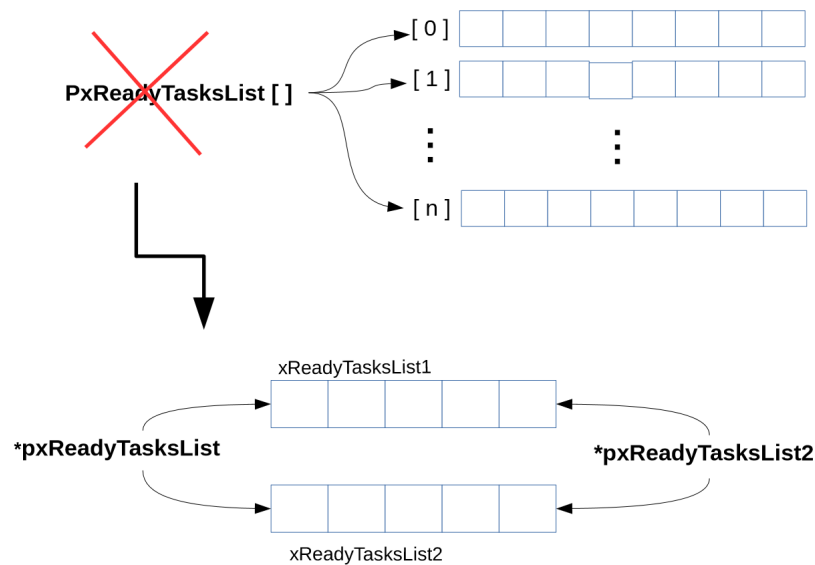 [ 0 ]
PxReadyTasksList [ ]
[ 1 ]
[ n ]
xReadyTasksList1
*pxReadyTasksList
*pxReadyTasksList2
xReadyTasksList2